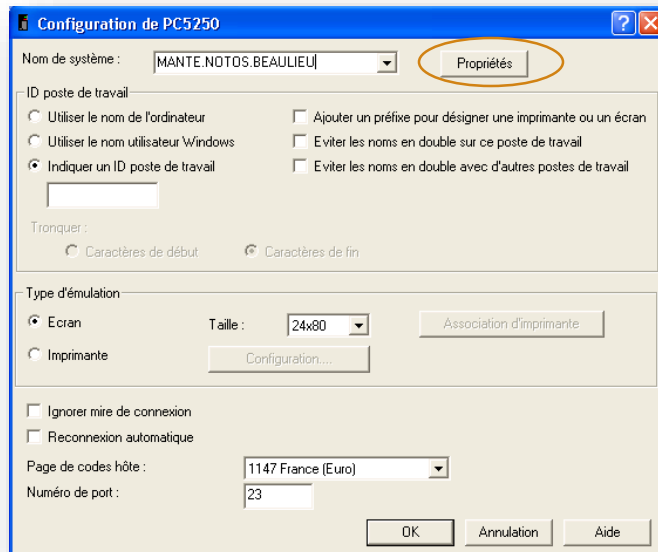 Configuration de PC5250
Nom de système : MANTE.NOTOS.BEAULIEU Propriétés
ID poste de travail
Utiliser le nom de l'ordinateur Ajouter un préfixe pour désigner une imprimante ou un écran
Utiliser le nom utilisateur Windows Eviter les noms en double sur ce poste de travail
Indiquer un ID poste de travail Eviter les noms en double avec d'autres postes de travail
Tronquer :
Caractères de début Caractères de fin
Type d'émulation
Ecran Taille : 24x80 Association d'imprimante
Imprimante Configuration....
Ignorer mire de connexion
Reconnexion automatique
Page de codes hôte : 1147 France (Euro)
Numéro de port : 23
OK Annulation Aide